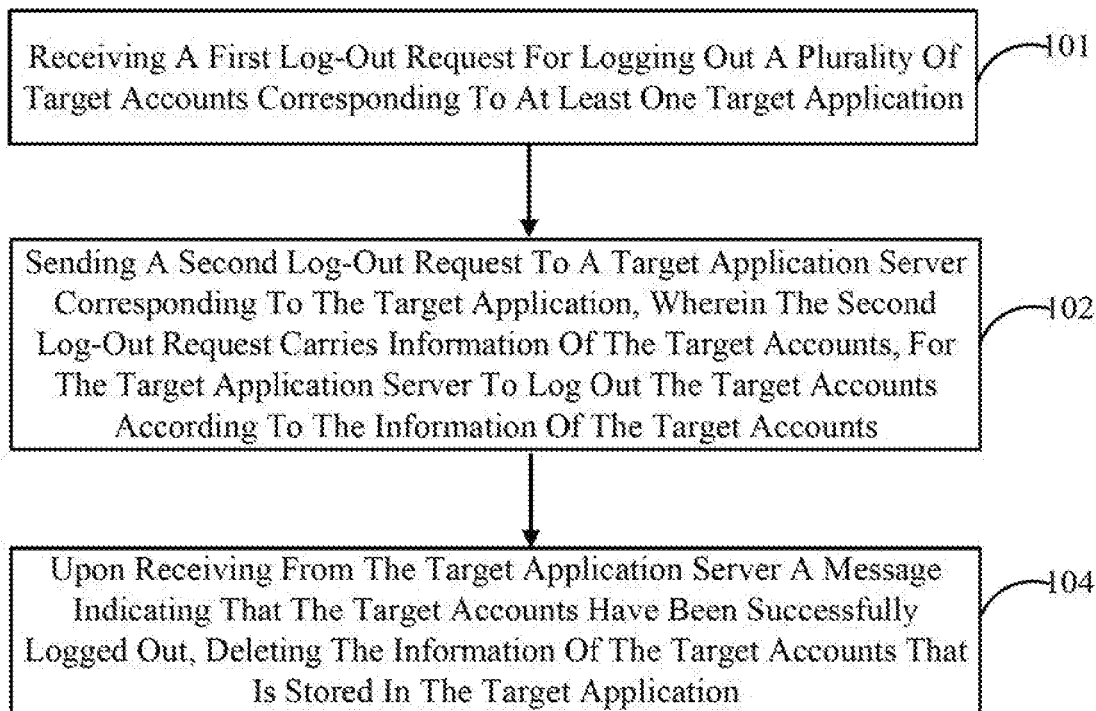 Receiving A First Log-Out Request For Logging Out A Plurality Of
Target Accounts Corresponding To At Least One Target Application
101
Sending A Second Log-Out Request To A Target Application Server
Corresponding To The Target Application, Wherein The Second
Log-Out Request Carries Information Of The Target Accounts, For
The Target Application Server To Log Out The Target Accounts
According To The Information Of The Target Accounts
102
Upon Receiving From The Target Application Server A Message
Indicating That The Target Accounts Have Been Successfully
Logged Out, Deleting The Information Of The Target Accounts That
Is Stored In The Target Application
104